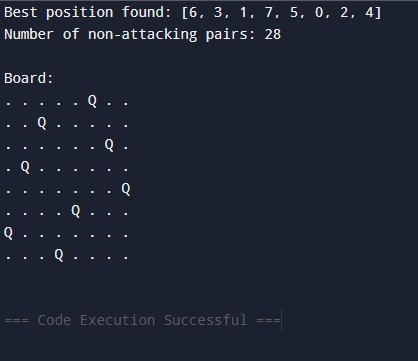 Best position found: [6, 3, 1, 7, 5, 0, 2, 4]
Number of non-attacking pairs: 28

Board:
. . . . . Q . .
. . Q . . . . .
. . . . . . Q .
. Q . . . . . .
. . . . . . . Q
. . . . Q . . .
Q . . . . . . .
. . . Q . . . .

=== Code Execution Successful ===